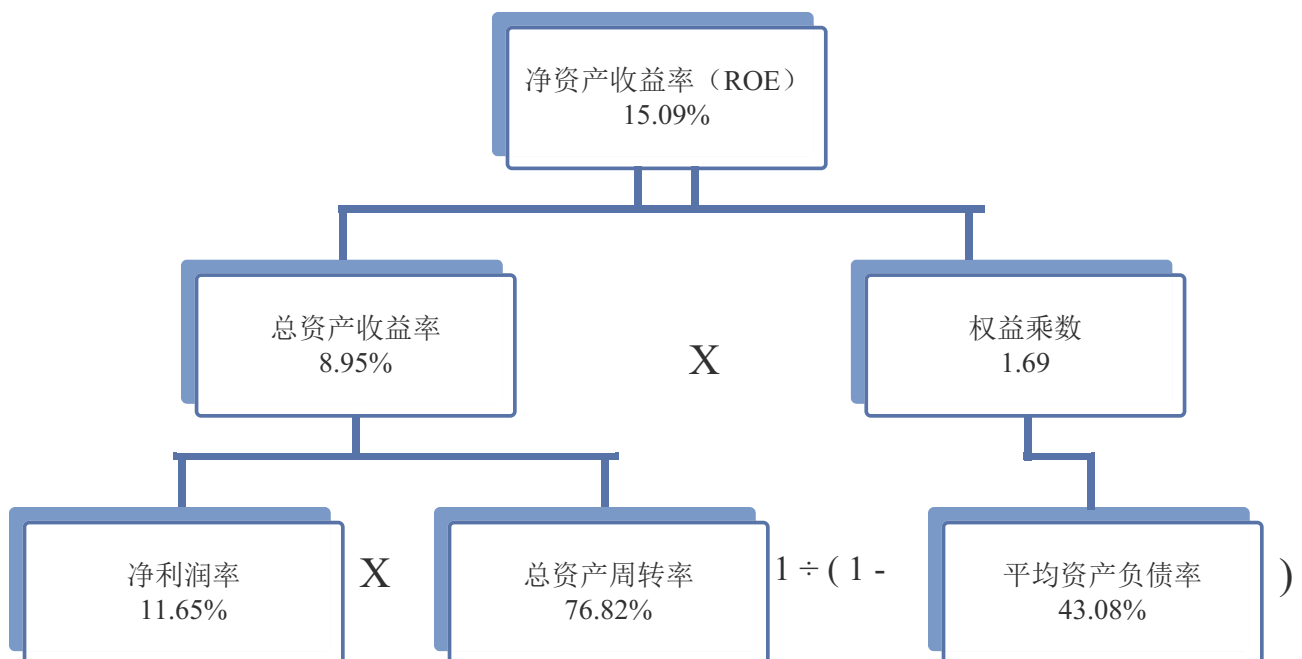 净资产收益率（ROE）
15.09%
总资产收益率
8.95%
X
权益乘数
1.69
净利润率
11.65%
X
总资产周转率
76.82%
1 ÷ ( 1 -
平均资产负债率
43.08%
)